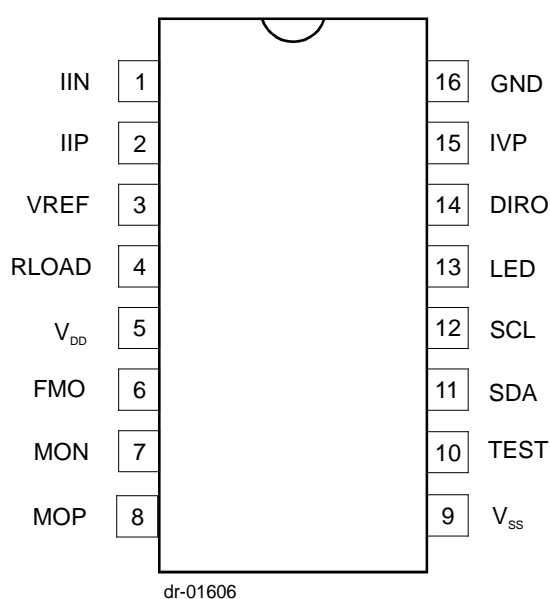 IIN 1 16 GND
IIP 2 15 IVP
VREF 3 14 DIRO
RLOAD 4 13 LED
VDD 5 12 SCL
FMO 6 11 SDA
MON 7 10 TEST
MOP 8 9 VSS
dr-01606